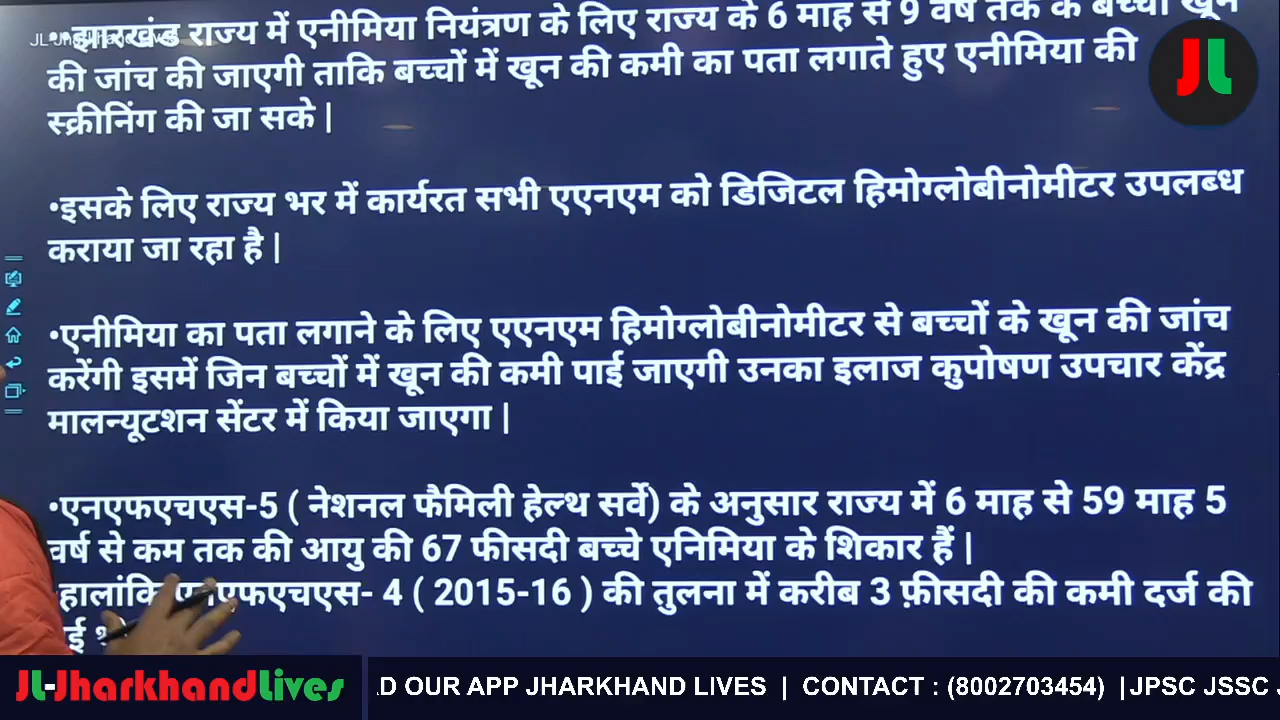 •झारखंड राज्य में एनीमिया नियंत्रण के लिए राज्य के 6 माह से 9 वर्ष तक के बच्चों खून
की जांच की जाएगी ताकि बच्चों में खून की कमी का पता लगाते हुए एनीमिया की
स्क्रीनिंग की जा सके |
•इसके लिए राज्य भर में कार्यरत सभी एएनएम को डिजिटल हिमोग्लोबीनोमीटर उपलब्ध
कराया जा रहा है |
•एनीमिया का पता लगाने के लिए एएनएम हिमोग्लोबीनोमीटर से बच्चों के खून की जांच
करेंगी इसमें जिन बच्चों में खून की कमी पाई जाएगी उनका इलाज कुपोषण उपचार केंद्र
मालन्यूटशन सेंटर में किया जाएगा |
•एनएफएचएस-5 ( नेशनल फैमिली हेल्थ सर्वे) के अनुसार राज्य में 6 माह से 59 माह 5
वर्ष से कम तक की आयु की 67 फीसदी बच्चे एनिमिया के शिकार हैं |
हालांकि एनएफएचएस- 4 ( 2015-16 ) की तुलना में करीब 3 फ़ीसदी की कमी दर्ज की
JL
JL-JharkhandLives
OUR APP JHARKHAND LIVES | CONTACT : (8002703454) |JPSC JSSC